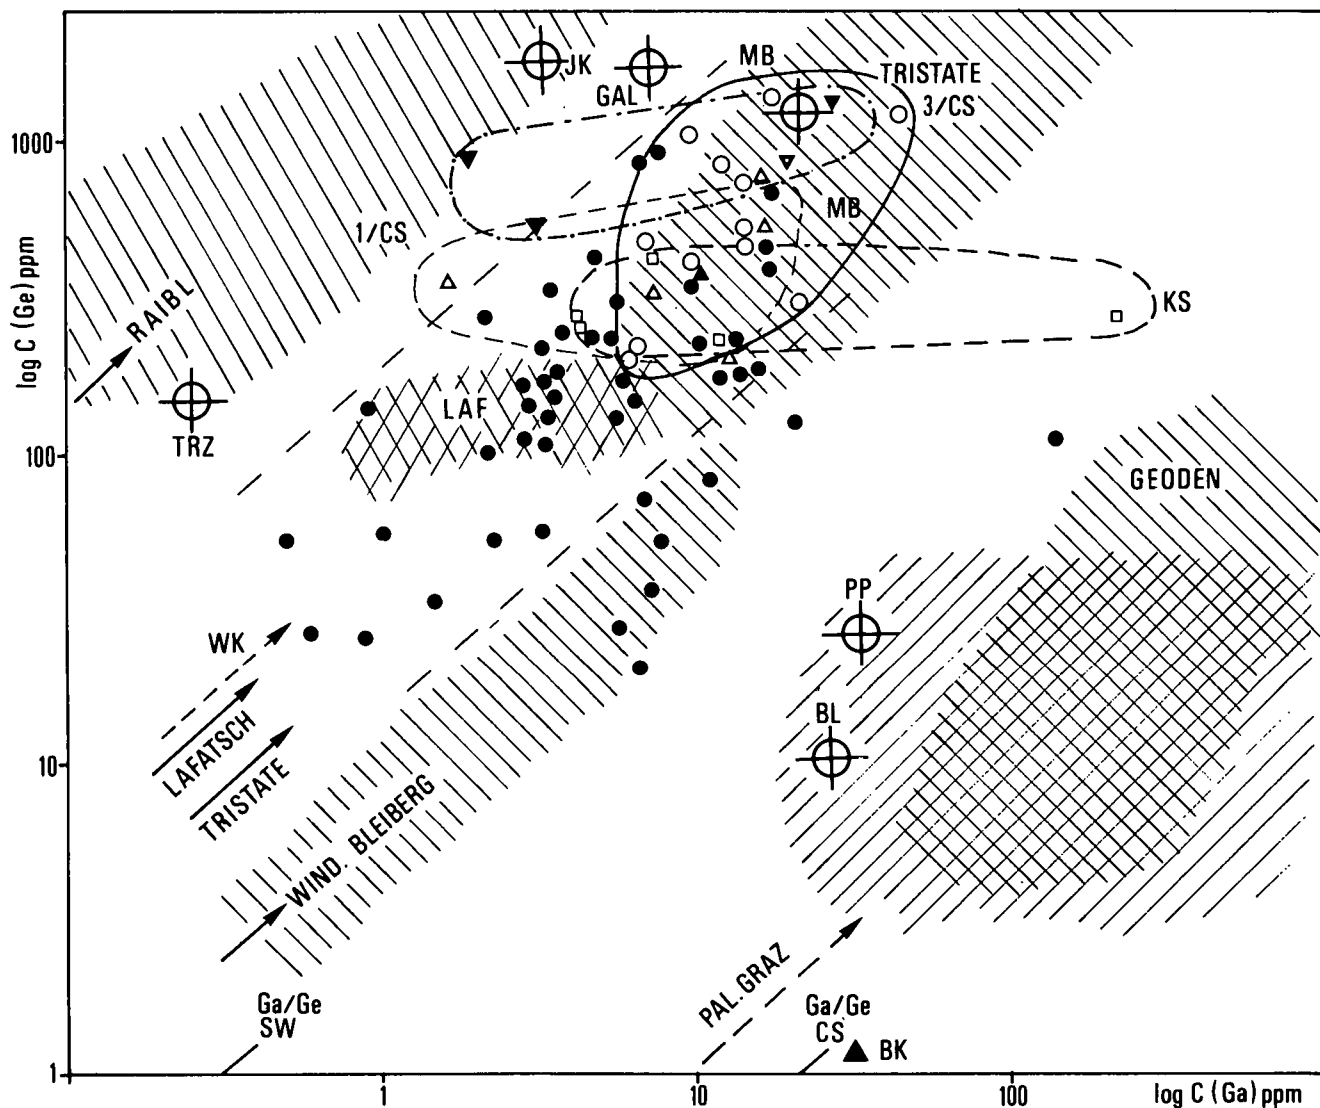 JK
GAL
MB
TRISTATE
3/CS
1000
MB
1/CS
KS
RAIBL
log C (Ge) ppm
LAF
TRZ
100
GEODEN
PP
WK
BL
LAFATSCH
10
TRISTATE
WIND. BLEIBERG
PAL. GRAZ
Ga/Ge
SW
Ga/Ge
CS
BK
1
1
10
100
log C (Ga) ppm